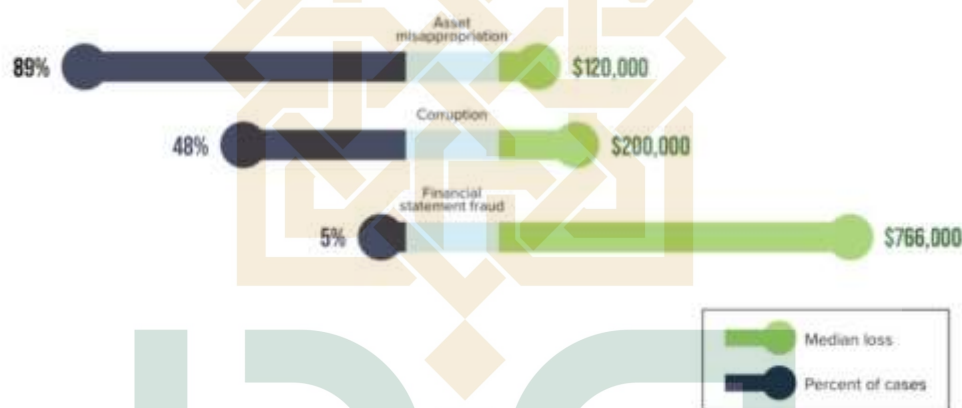 Asset
misappropriation
89%
$120,000
Corruption
48%
$200,000
Financial
statement fraud
5%
$766,000
Median loss
Percent of cases